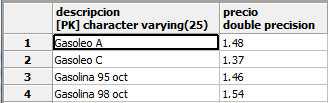 descripcion precio
[PK] character varying(25) double precision
1 Gasoleo A 1.48
2 Gasoleo C 1.37
3 Gasolina 95 oct 1.46
4 Gasolina 98 oct 1.54